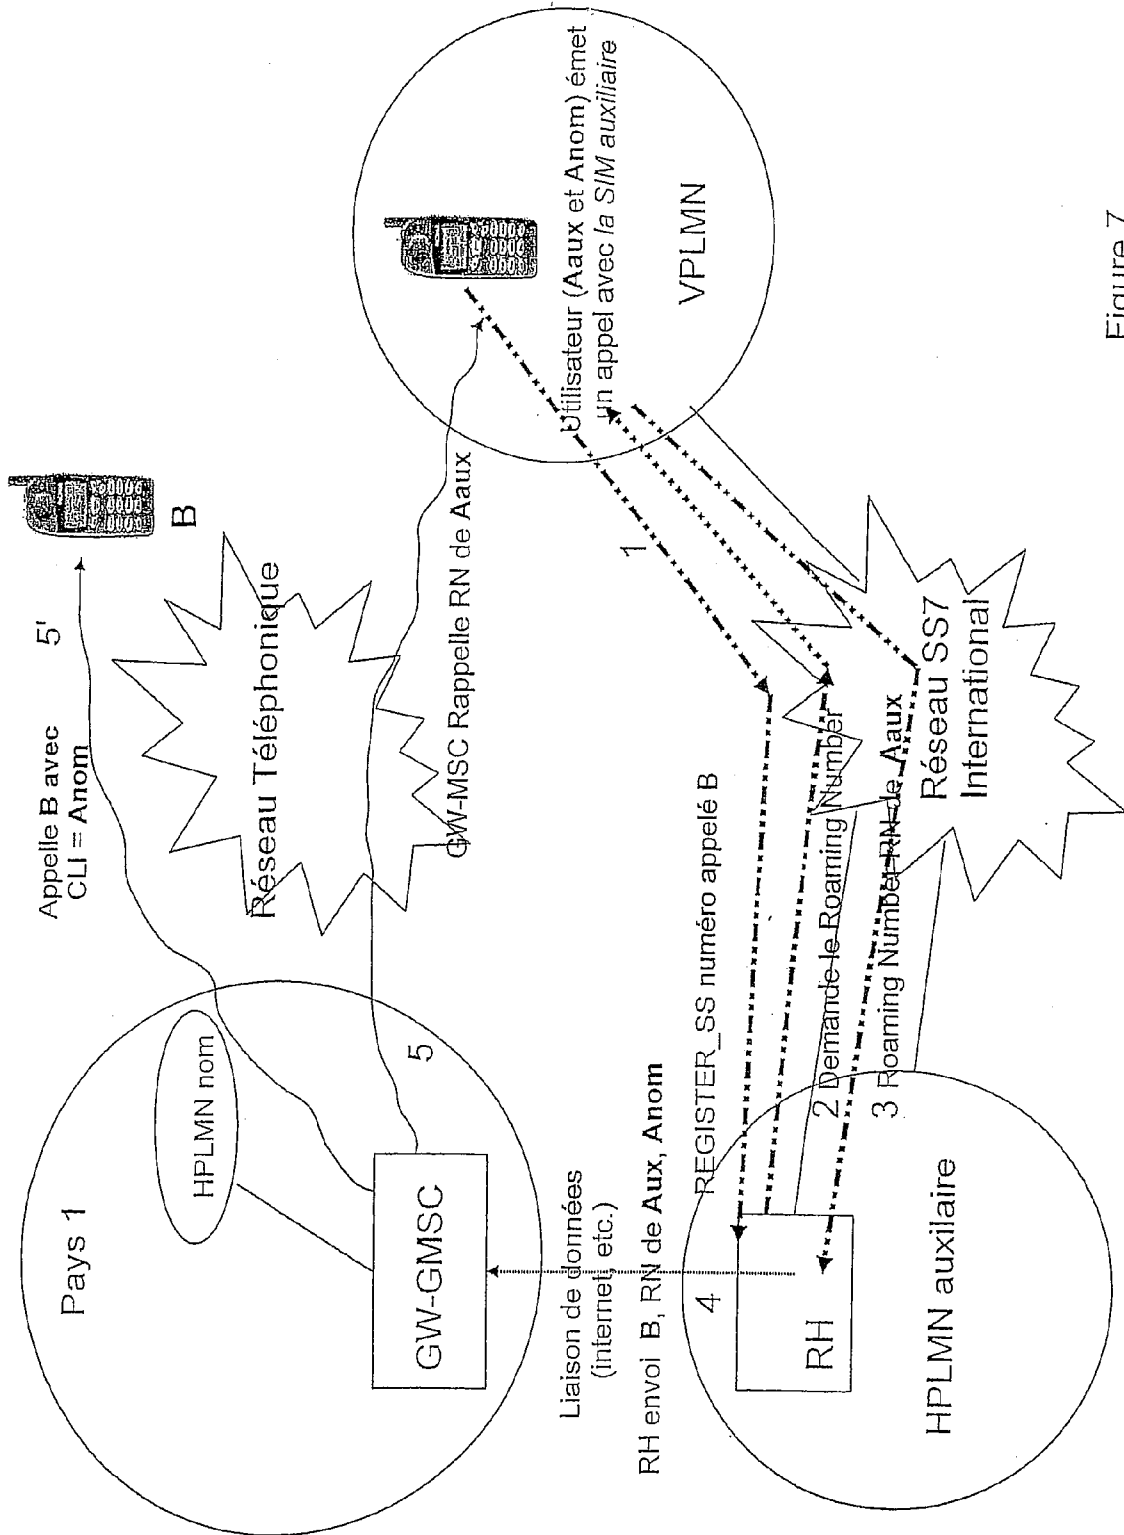 Pays 1
HPLMN nom
GW-GMSC
5
Appelle B avec
CLI = Anom
5'
B
Réseau Téléphonique
GW-MSC Rappelle RN de Aaux
Utilisateur (Aaux et Anom) émet
un appel avec la SIM auxiliaire
VPLMN
Liaison de données
(internet, etc.)
RH envoi B, RN de Aux, Anom
4
REGISTER_SS numéro appelé B
1
2 Demande le Roaming Number
3 Roaming Number RN de Aaux
Réseau SS7
International
RH
HPLMN auxilaire
Figure 7